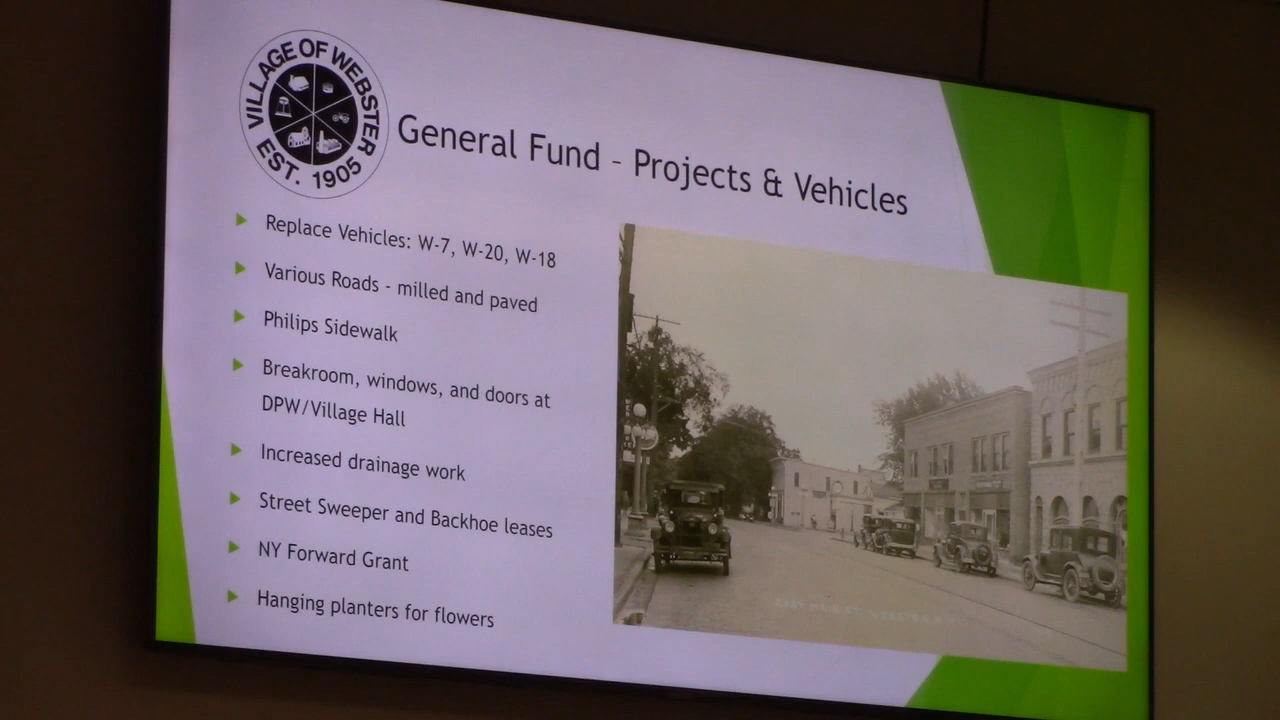 VILLAGE OF WEBSTER
EST. 1905
General Fund - Projects & Vehicles
Replace Vehicles: W-7, W-20, W-18
Various Roads - milled and paved
Philips Sidewalk
Breakroom, windows, and doors at
DPW/Village Hall
Increased drainage work
Street Sweeper and Backhoe leases
NY Forward Grant
Hanging planters for flowers